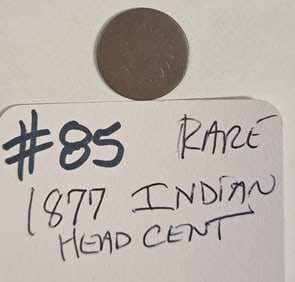 #85 RARE
1877 INDIAN
HEAD CENT